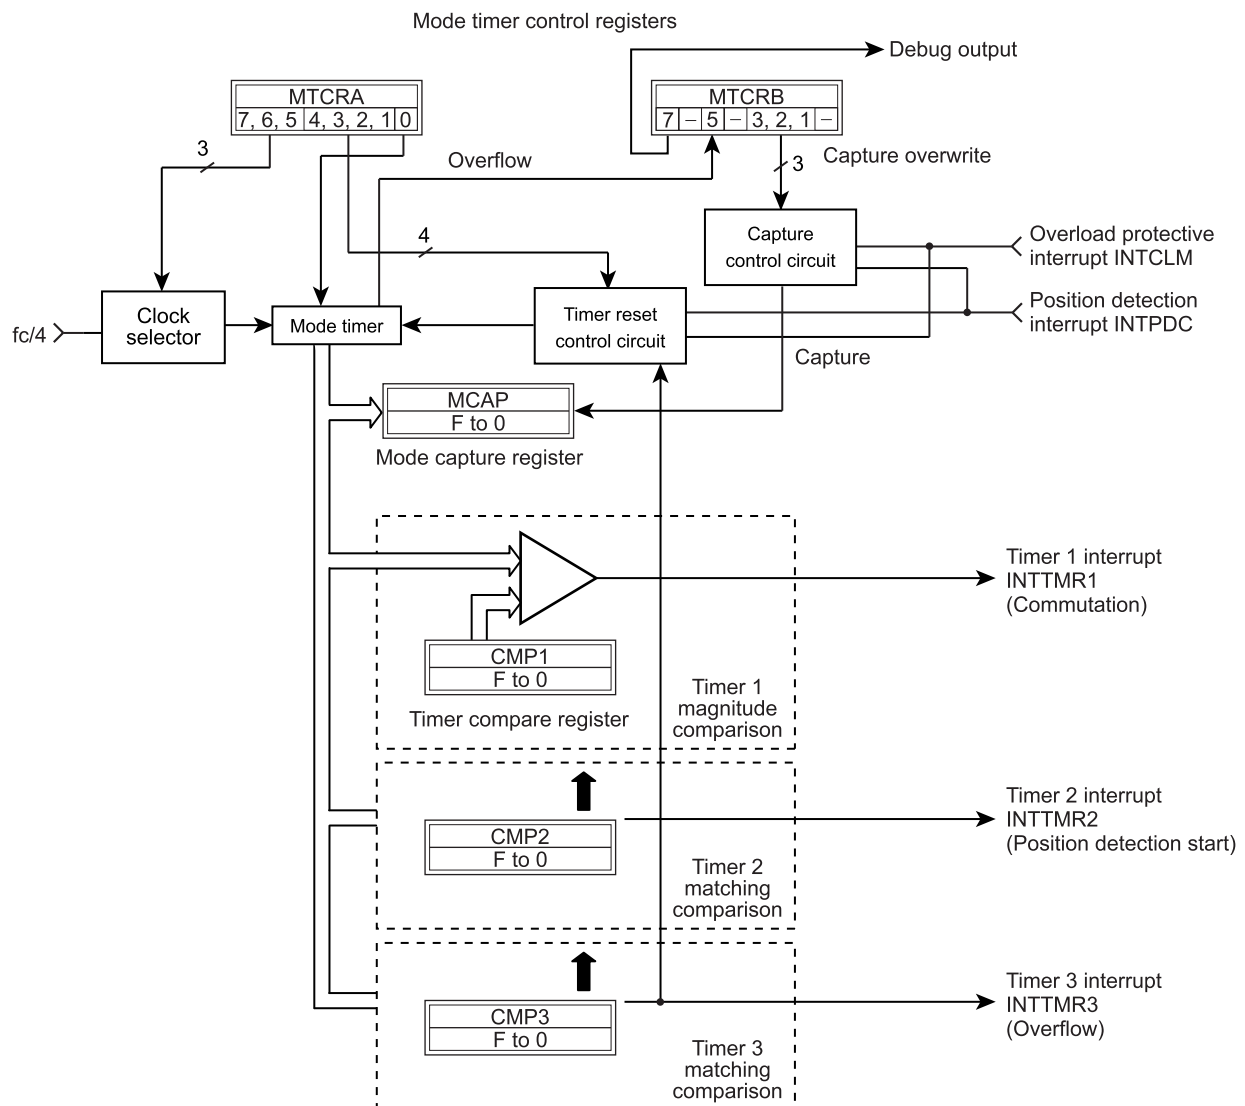 Mode timer control registers
Debug output
MTCRA
7, 6, 5 4, 3, 2, 1 0
MTCRB
7 – 5 – 3, 2, 1 –
3
Overflow
3
Capture overwrite
4
Capture
control circuit
Overload protective
interrupt INTCLM
Position detection
interrupt INTPDC
fc/4
Clock
selector
Mode timer
Timer reset
control circuit
Capture
MCAP
F to 0
Mode capture register
Timer 1 interrupt
INTTMR1
(Commutation)
CMP1
F to 0
Timer compare register
Timer 1
magnitude
comparison
Timer 2 interrupt
INTTMR2
(Position detection start)
CMP2
F to 0
Timer 2
matching
comparison
Timer 3 interrupt
INTTMR3
(Overflow)
CMP3
F to 0
Timer 3
matching
comparison